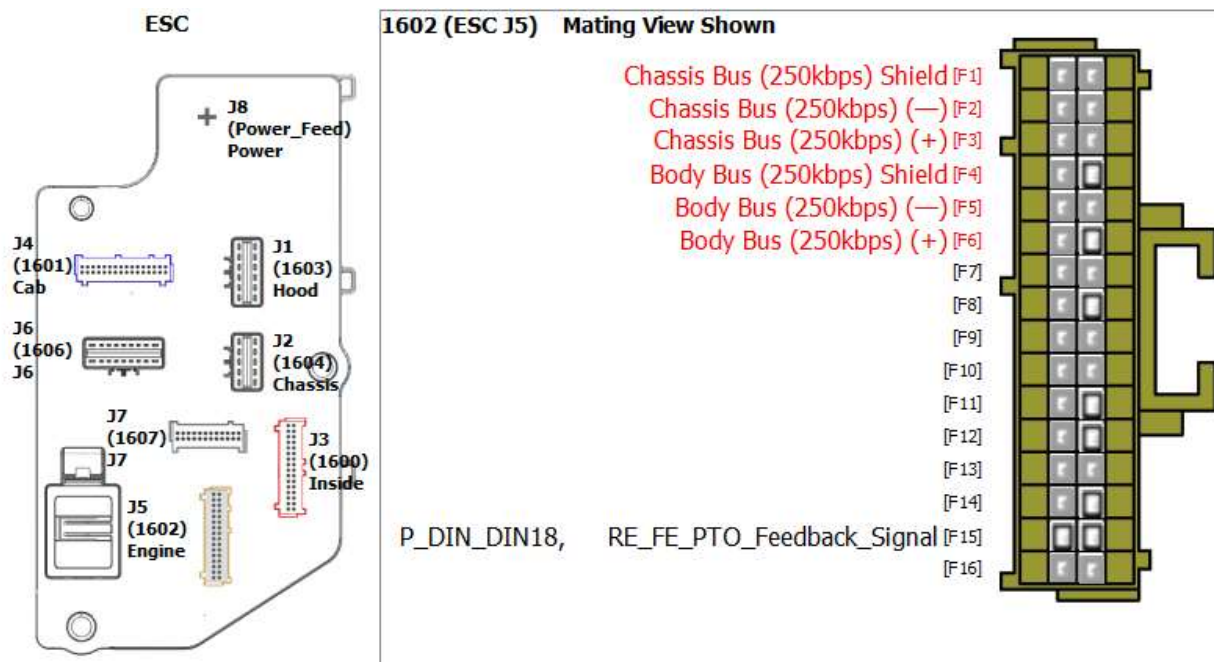 ESC
J8
(Power_Feed)
Power
J4
(1601)
Cab
J1
(1603)
Hood
J6
(1606)
J6
J2
(1604)
Chassis
J7
(1607)
J7
J3
(1600)
Inside
J5
(1602)
Engine
1602 (ESC J5) Mating View Shown
Chassis Bus (250kbps) Shield [F1]
Chassis Bus (250kbps) (—) [F2]
Chassis Bus (250kbps) (+) [F3]
Body Bus (250kbps) Shield [F4]
Body Bus (250kbps) (—) [F5]
Body Bus (250kbps) (+) [F6]
[F7]
[F8]
[F9]
[F10]
[F11]
[F12]
[F13]
[F14]
P_DIN_DIN18, RE_FE_PTO_Feedback_Signal [F15]
[F16]